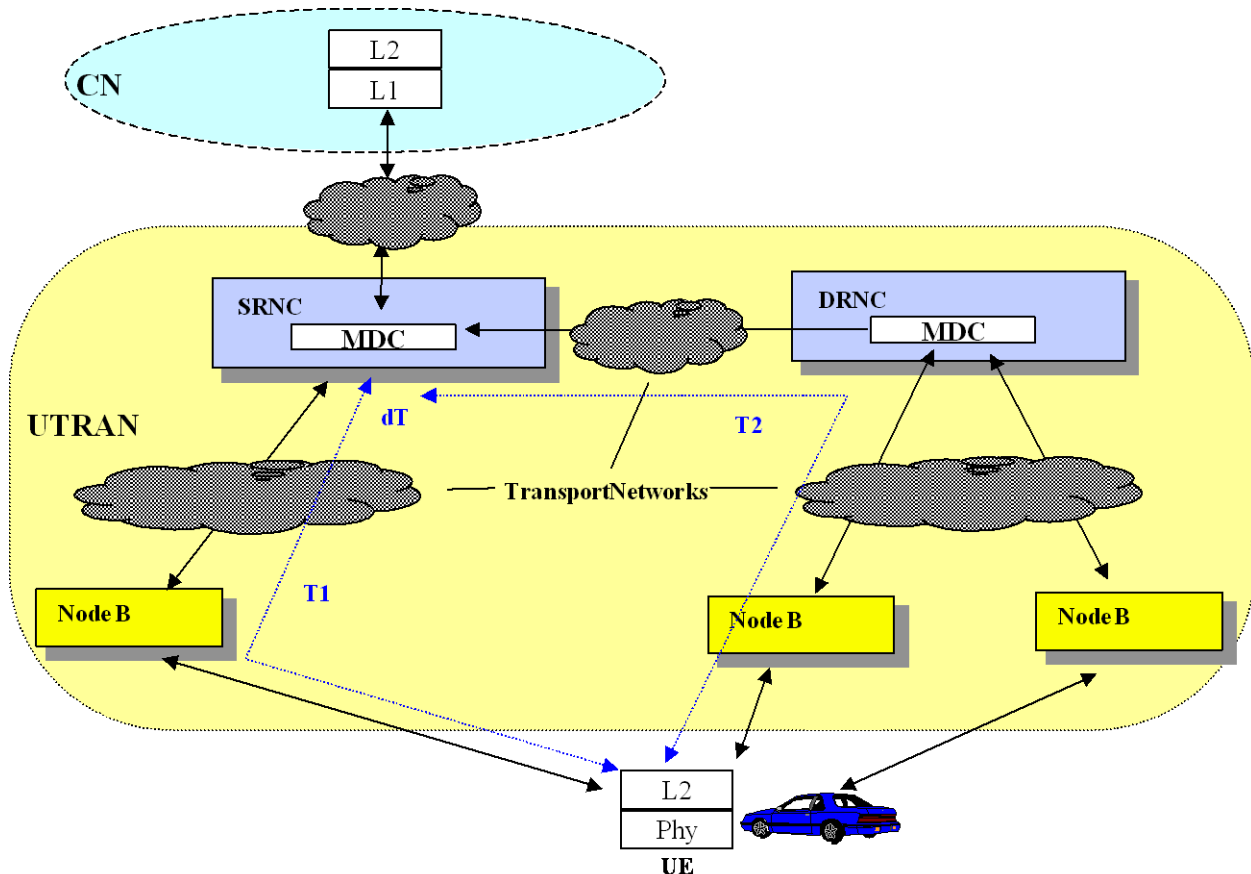 L2
CN
L1
SRNC
DRNC
MDC
MDC
dT
T2
UTRAN
TransportNetworks
T1
Node B
Node B
Node B
L2
Phy
UE